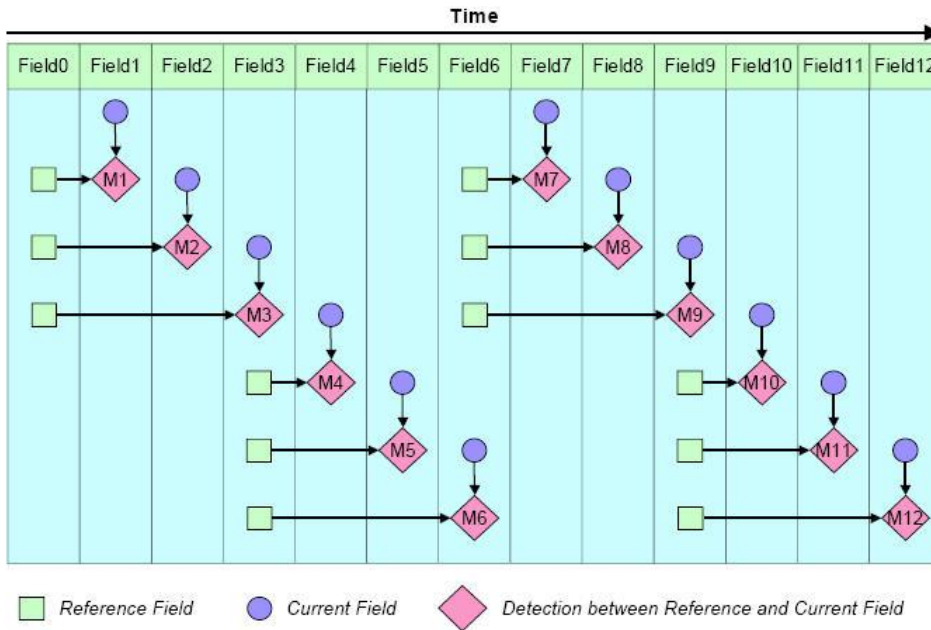 Time
Field0 Field1 Field2 Field3 Field4 Field5 Field6 Field7 Field8 Field9 Field10 Field11 Field12
M1 M7
M2 M8
M3 M9
M4 M10
M5 M11
M6 M12
Reference Field Current Field Detection between Reference and Current Field